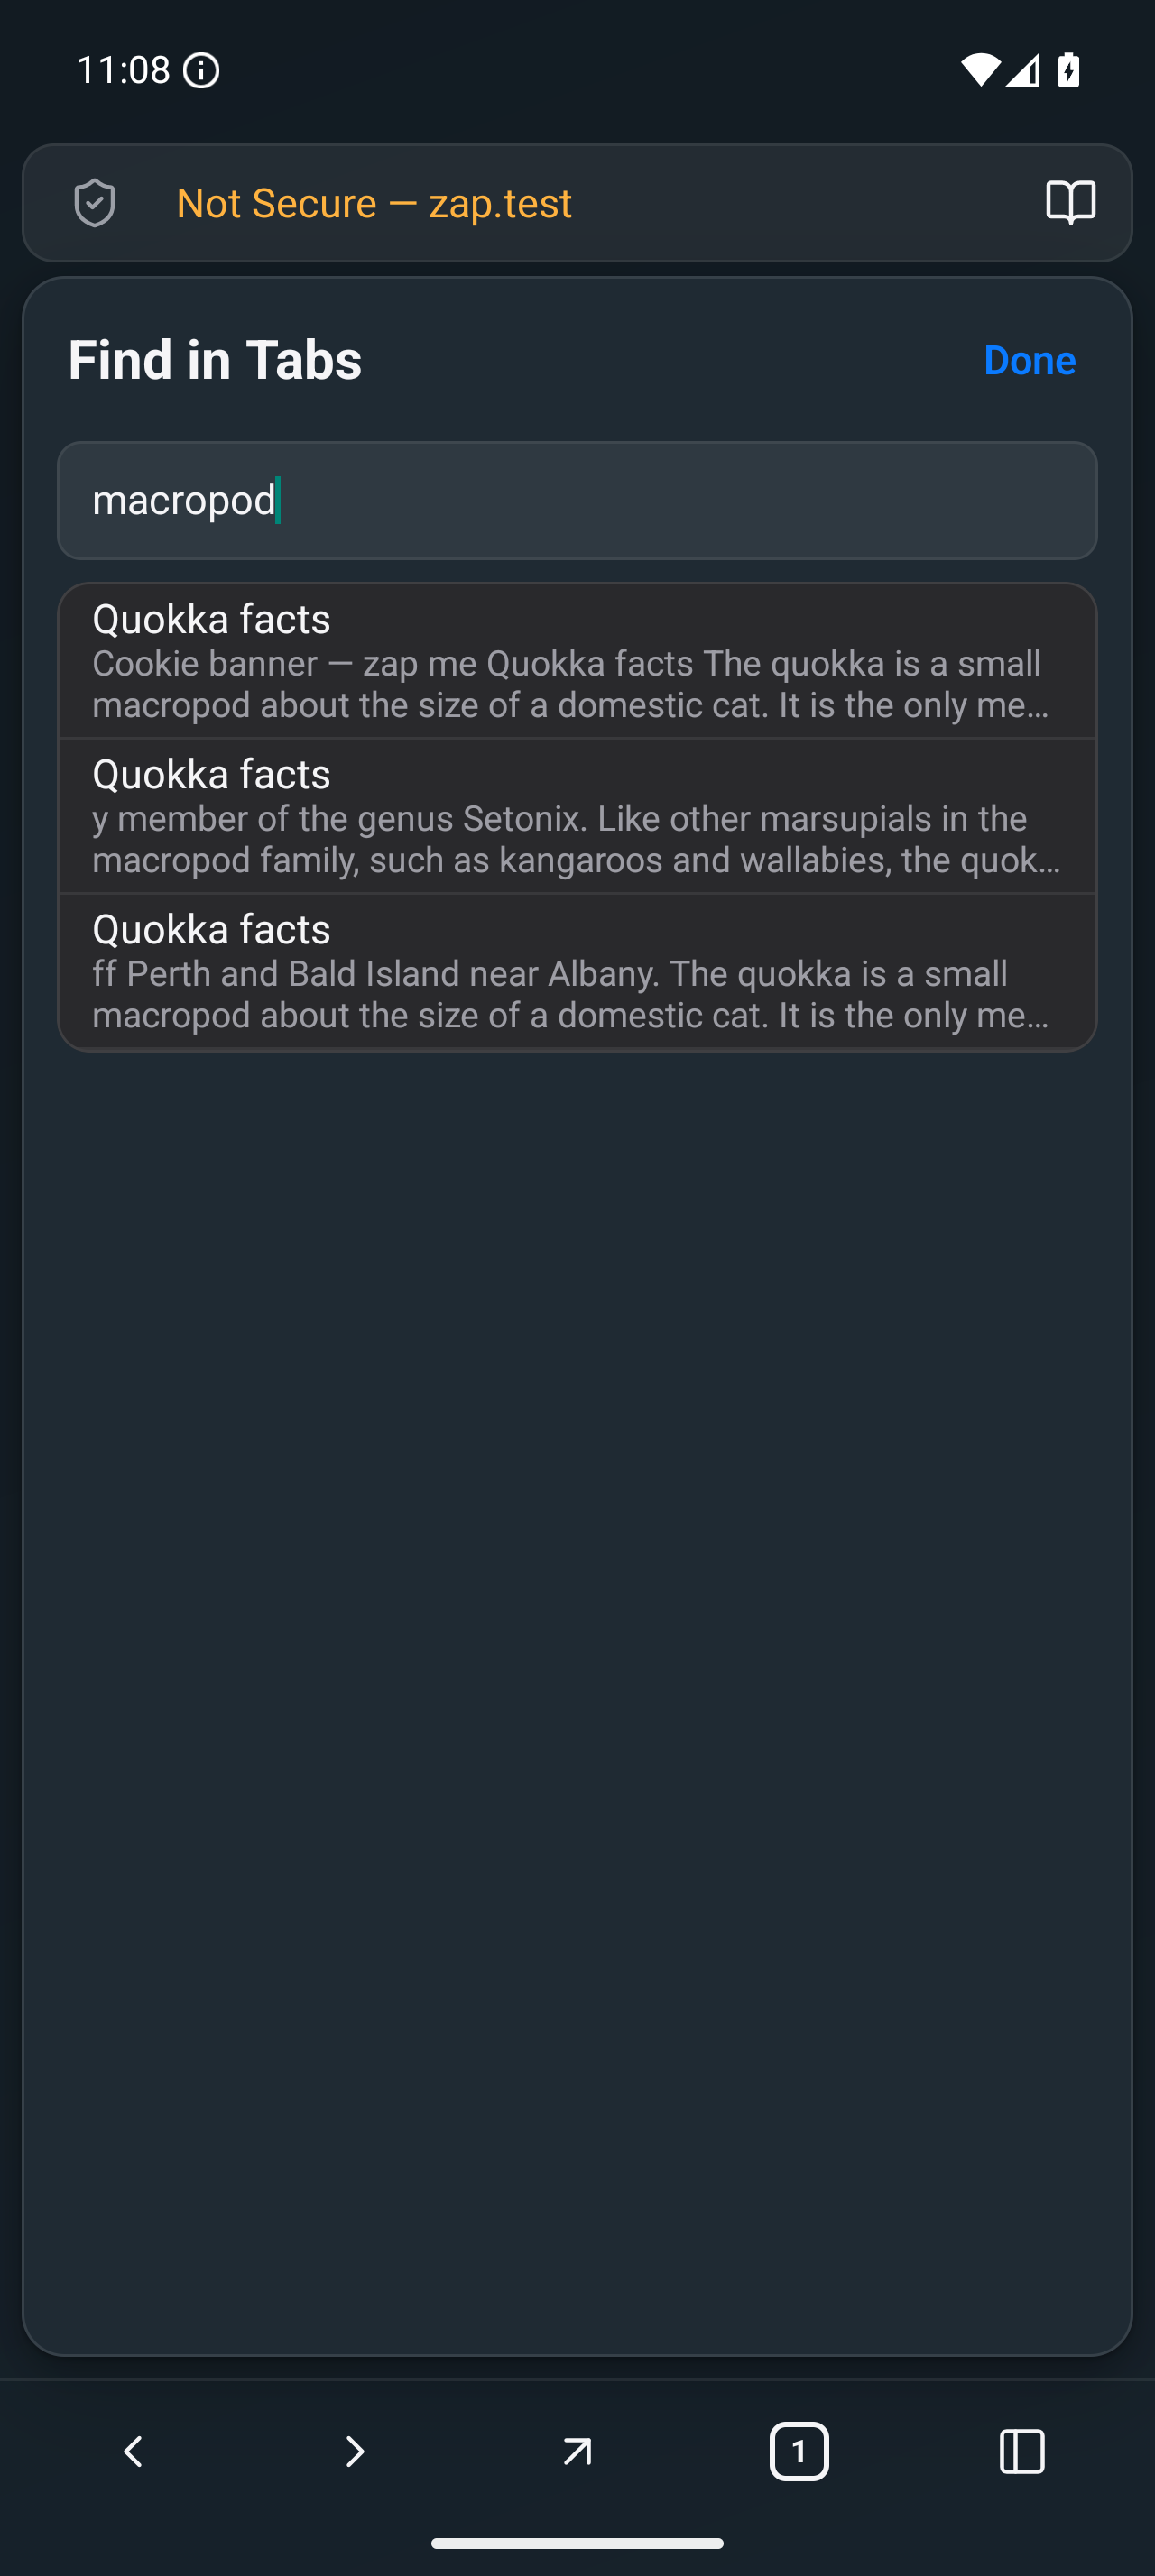 11:08
Not Secure — zap.test
Find in Tabs
Done
macropod
Quokka facts
Cookie banner — zap me Quokka facts The quokka is a small
macropod about the size of a domestic cat. It is the only me…
Quokka facts
y member of the genus Setonix. Like other marsupials in the
macropod family, such as kangaroos and wallabies, the quok…
Quokka facts
ff Perth and Bald Island near Albany. The quokka is a small
macropod about the size of a domestic cat. It is the only me…
1